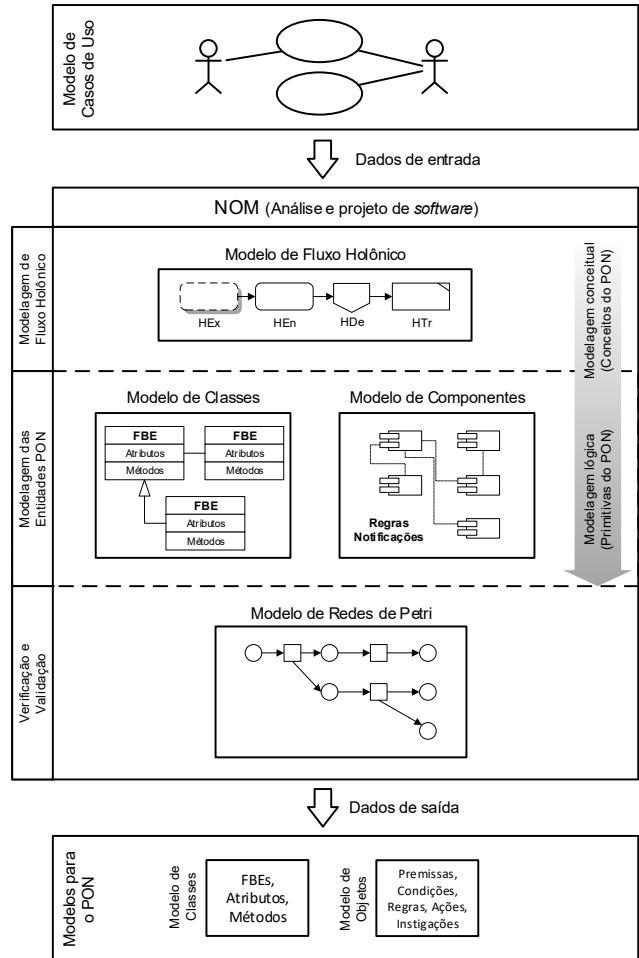 Modelo de
Casos de Uso
Dados de entrada
NOM (Análise e projeto de software)
Modelagem de
Fluxo Holônico
Modelo de Fluxo Holônico
HEx
HEn
HDe
HTr
Modelagem conceitual
(Conceitos do PON)
Modelagem das
Entidades PON
Modelo de Classes
FBE
Atributos
Métodos
FBE
Atributos
Métodos
FBE
Atributos
Métodos
Modelo de Componentes
Regras
Notificações
Modelagem lógica
(Primitivas do PON)
Verificação e
Validação
Modelo de Redes de Petri
Dados de saída
Modelos para
o PON
Modelo de
Classes
FBEs,
Atributos,
Métodos
Modelo de
Objetos
Premissas,
Condições,
Regras, Ações,
Instigações